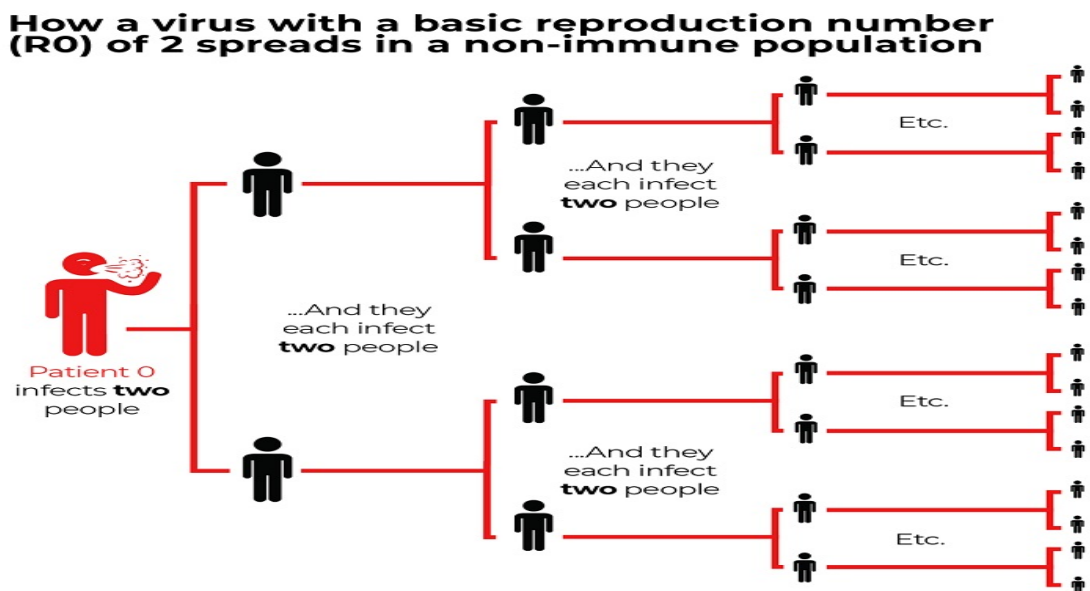 How a virus with a basic reproduction number
(R0) of 2 spreads in a non-immune population
Patient 0
infects two
people
...And they
each infect
two people
...And they
each infect
two people
...And they
each infect
two people
Etc.
Etc.
Etc.
Etc.